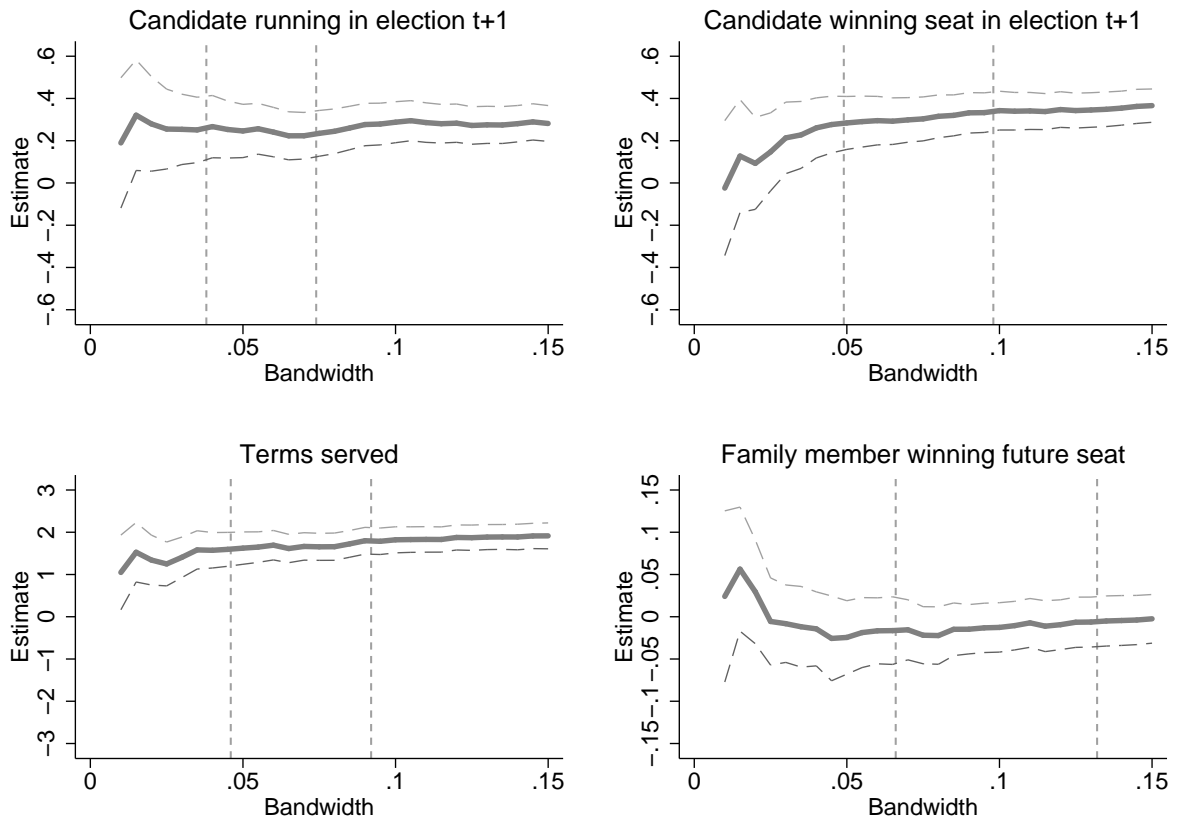 Candidate running in election t+1
Estimate
−.6 −.4 −.2 0 .2 .4 .6
0 .05 .1 .15
Bandwidth
Candidate winning seat in election t+1
Estimate
−.6 −.4 −.2 0 .2 .4 .6
0 .05 .1 .15
Bandwidth
Terms served
Estimate
−3 −2 −1 0 1 2 3
0 .05 .1 .15
Bandwidth
Family member winning future seat
Estimate
−.15 −.1 −.05 0 .05 .1 .15
0 .05 .1 .15
Bandwidth